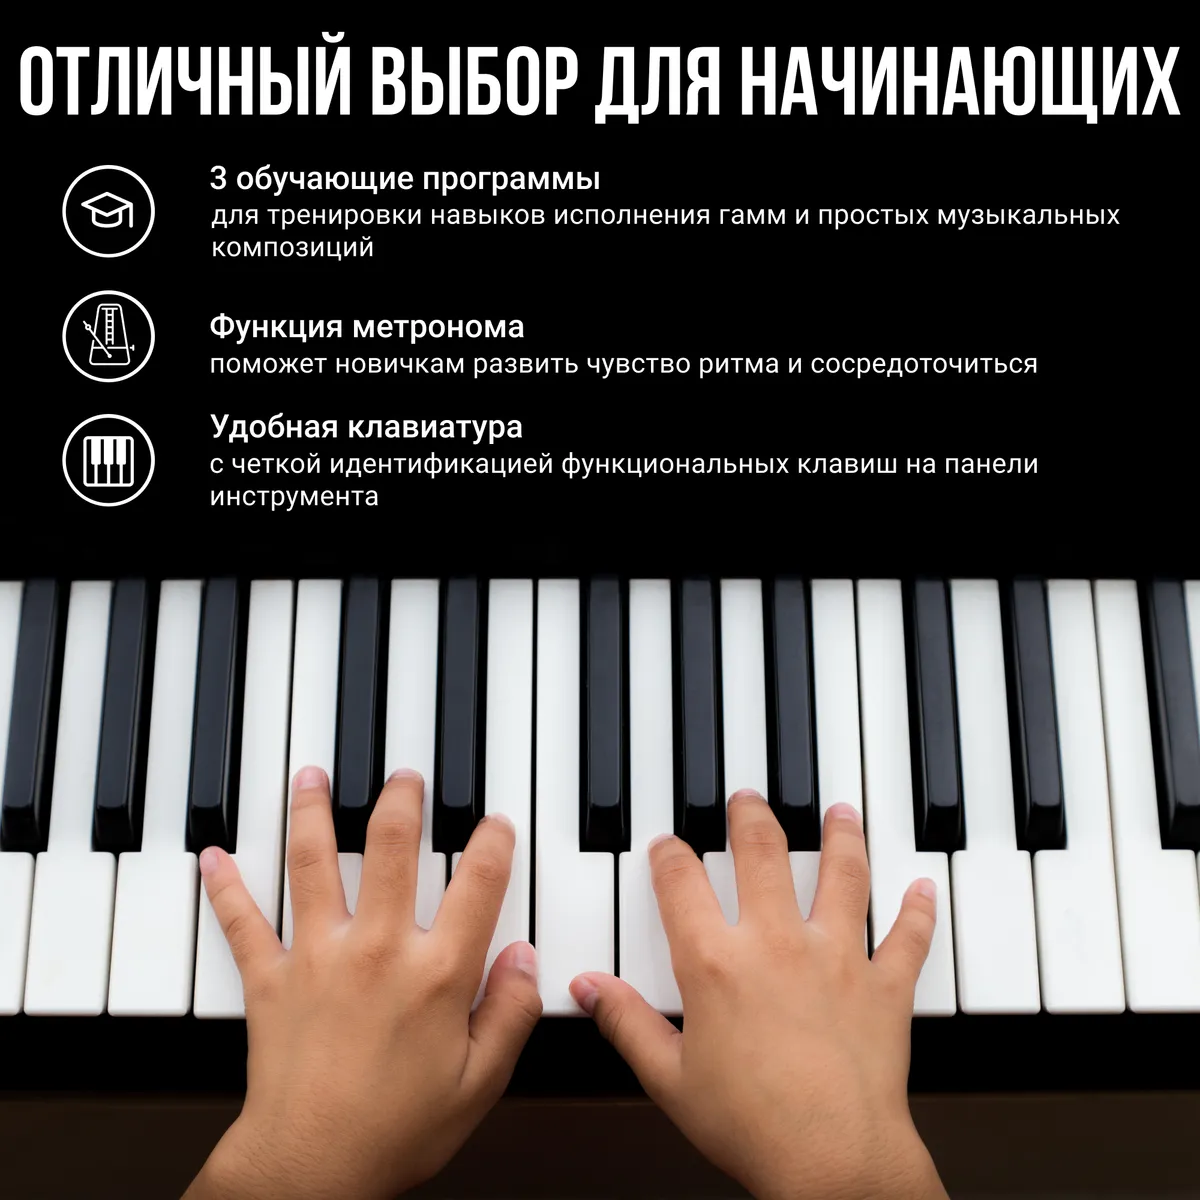 ОТЛИЧНЫЙ ВЫБОР ДЛЯ НАЧИНАЮЩИХ
3 обучающие программы
для тренировки навыков исполнения гамм и простых музыкальных
композиций
Функция метронома
поможет новичкам развить чувство ритма и сосредоточиться
Удобная клавиатура
с четкой идентификацией функциональных клавиш на панели
инструмента